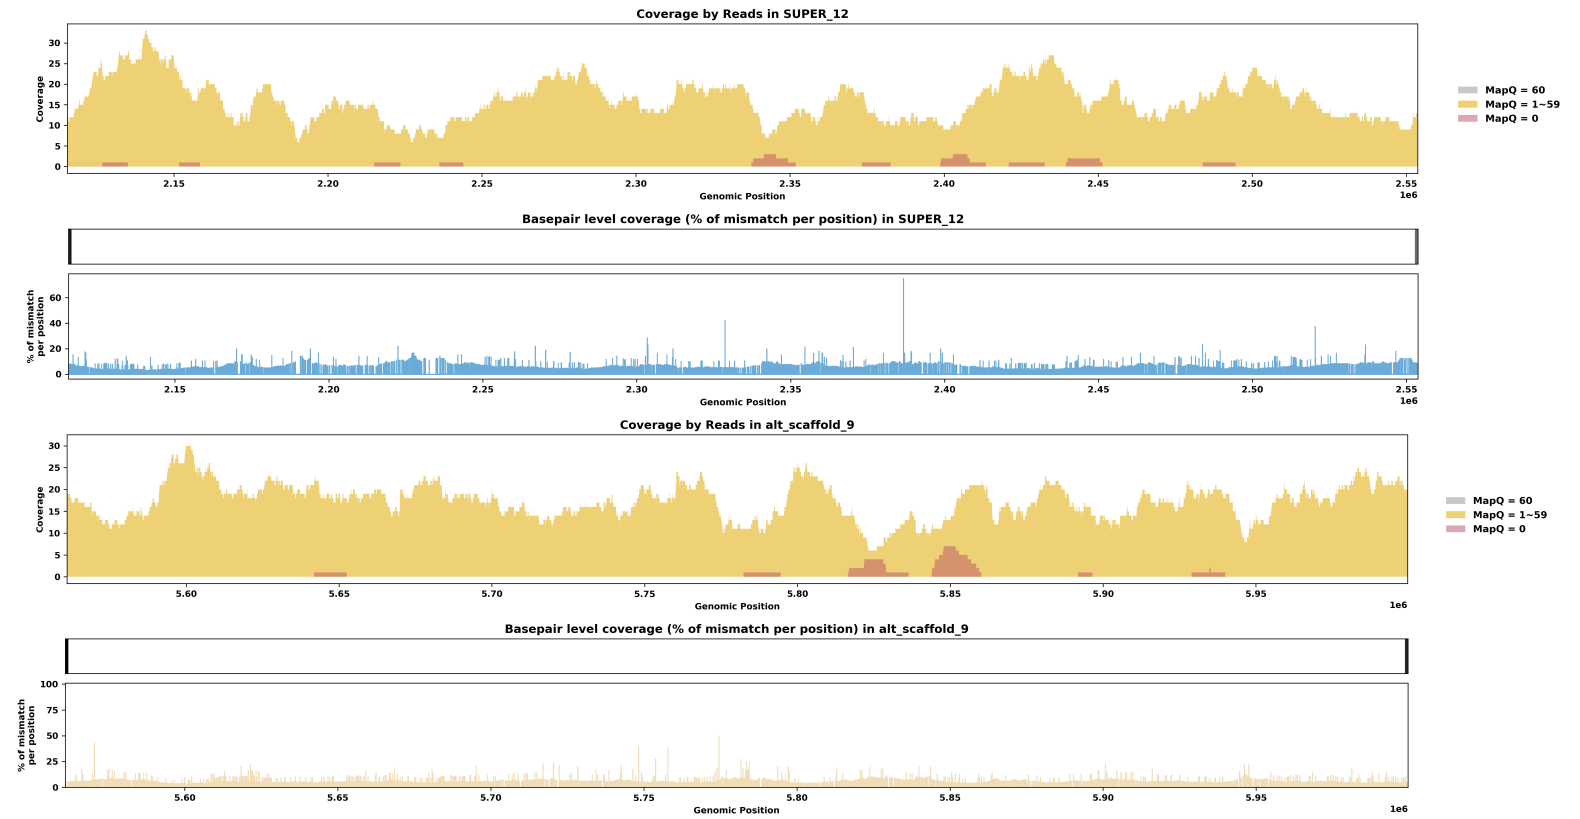 Coverage by Reads in SUPER_12
Coverage
30
25
20
15
10
5
0
2.15 2.20 2.25 2.30 2.35 2.40 2.45 2.50 2.55
1e6
Genomic Position
MapQ = 60
MapQ = 1~59
MapQ = 0
Basepair level coverage (% of mismatch per position) in SUPER_12
% of mismatch
per position
60
40
20
0
2.15 2.20 2.25 2.30 2.35 2.40 2.45 2.50 2.55
1e6
Genomic Position
Coverage by Reads in alt_scaffold_9
Coverage
30
25
20
15
10
5
0
5.60 5.65 5.70 5.75 5.80 5.85 5.90 5.95
1e6
Genomic Position
MapQ = 60
MapQ = 1~59
MapQ = 0
Basepair level coverage (% of mismatch per position) in alt_scaffold_9
% of mismatch
per position
100
75
50
25
0
5.60 5.65 5.70 5.75 5.80 5.85 5.90 5.95
1e6
Genomic Position